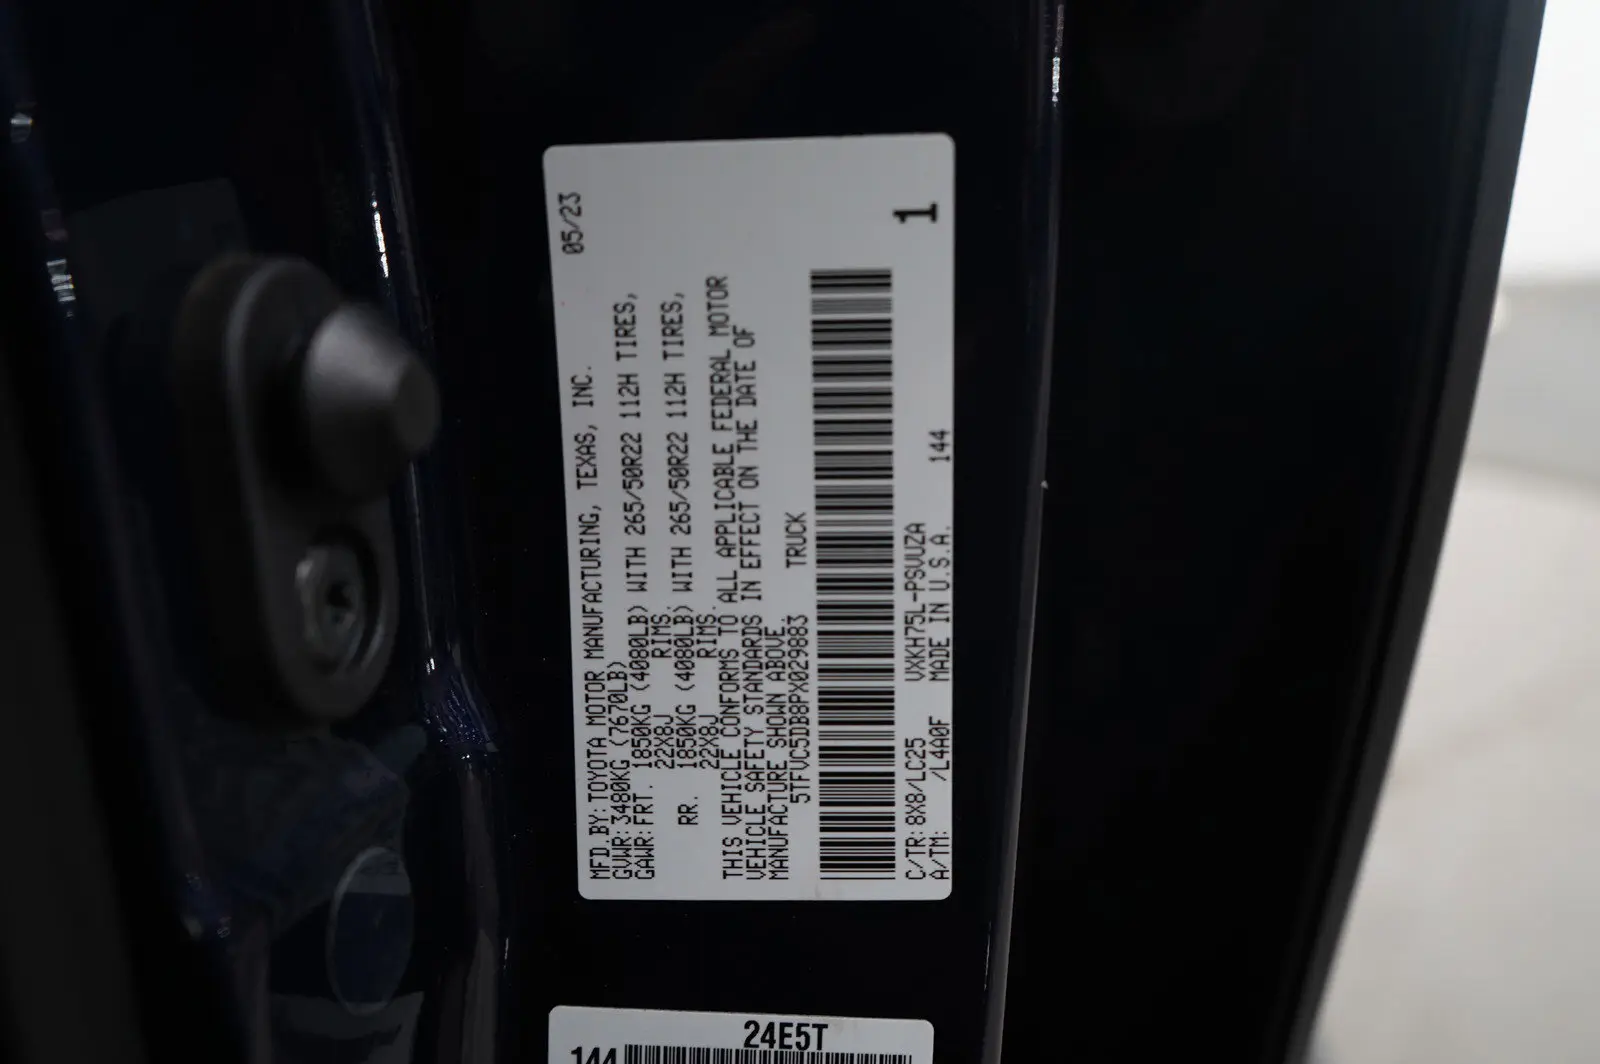 MFD.BY:TOYOTA MOTOR MANUFACTURING, TEXAS, INC. 05/23
GVWR:3480KG (7670LB)
GAWR:FRT. 1850KG (4080LB) WITH 265/50R22 112H TIRES,
22X8J RIMS.
RR. 1850KG (4080LB) WITH 265/50R22 112H TIRES,
22X8J RIMS.
THIS VEHICLE CONFORMS TO ALL APPLICABLE FEDERAL MOTOR
VEHICLE SAFETY STANDARDS IN EFFECT ON THE DATE OF
MANUFACTURE SHOWN ABOVE.
5TFVC5DB8PX029883 TRUCK
C/TR:8X8/LC25 VXKH75L-PSVUZA
A/TM: /L4A0F MADE IN U.S.A. 144
1
24E5T
144